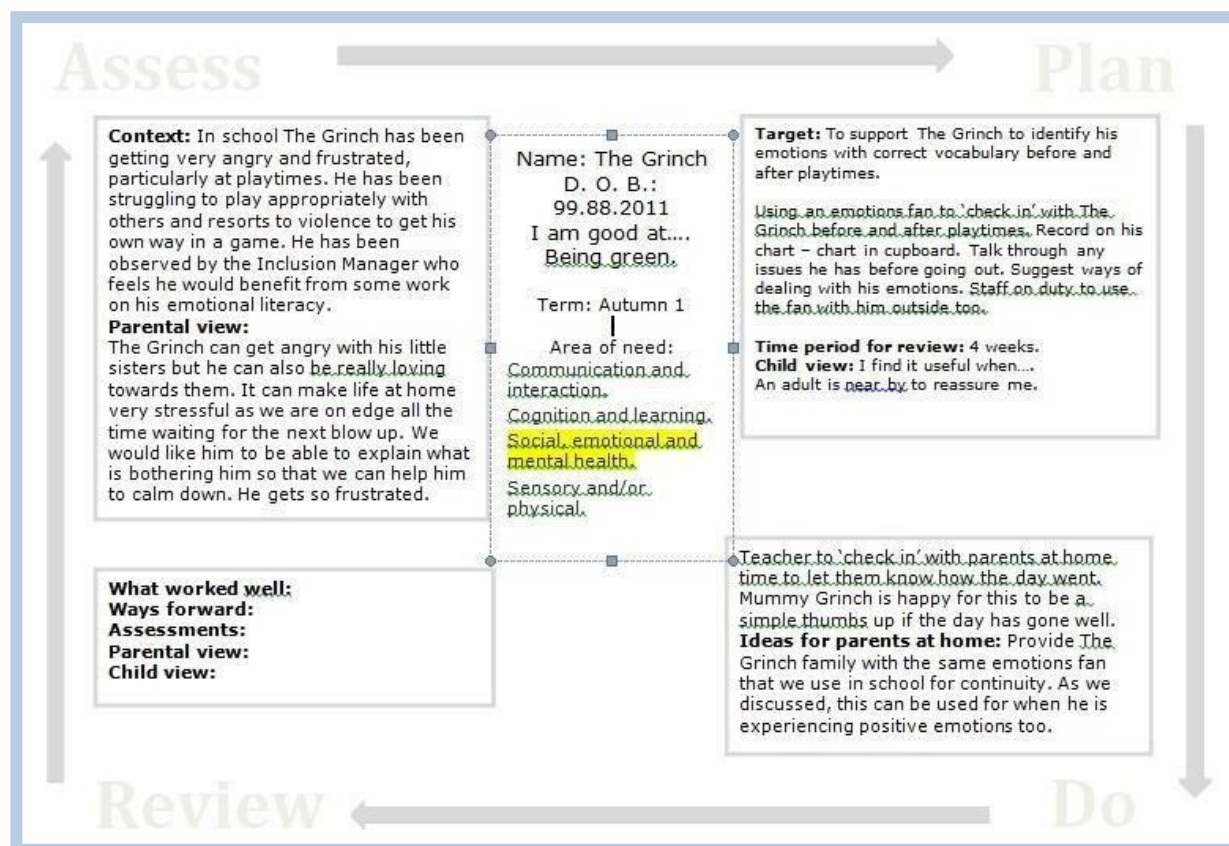 Assess
Plan
Context: In school The Grinch has been
getting very angry and frustrated,
particularly at playtimes. He has been
struggling to play appropriately with
others and resorts to violence to get his
own way in a game. He has been
observed by the Inclusion Manager who
feels he would benefit from some work
on his emotional literacy.
Parental view:
The Grinch can get angry with his little
sisters but he can also be really loving
towards them. It can make life at home
very stressful as we are on edge all the
time waiting for the next blow up. We
would like him to be able to explain what
is bothering him so that we can help him
to calm down. He gets so frustrated.
Name: The Grinch
D. O. B.:
99.88.2011
I am good at....
Being green.
Term: Autumn 1
Area of need:
Communication and
interaction.
Cognition and learning.
Social, emotional and
mental health.
Sensory and/or
physical.
Target: To support The Grinch to identify his
emotions with correct vocabulary before and
after playtimes.
Using an emotions fan to ‘check in’ with The
Grinch before and after playtimes. Record on his
chart – chart in cupboard. Talk through any
issues he has before going out. Suggest ways of
dealing with his emotions. Staff on duty to use
the fan with him outside too.
Time period for review: 4 weeks.
Child view: I find it useful when....
An adult is near by to reassure me.
Teacher to ‘check in’ with parents at home
time to let them know how the day went.
Mummy Grinch is happy for this to be a
simple thumbs up if the day has gone well.
Ideas for parents at home: Provide The
Grinch family with the same emotions fan
that we use in school for continuity. As we
discussed, this can be used for when he is
experiencing positive emotions too.
What worked well:
Ways forward:
Assessments:
Parental view:
Child view:
Review
Do